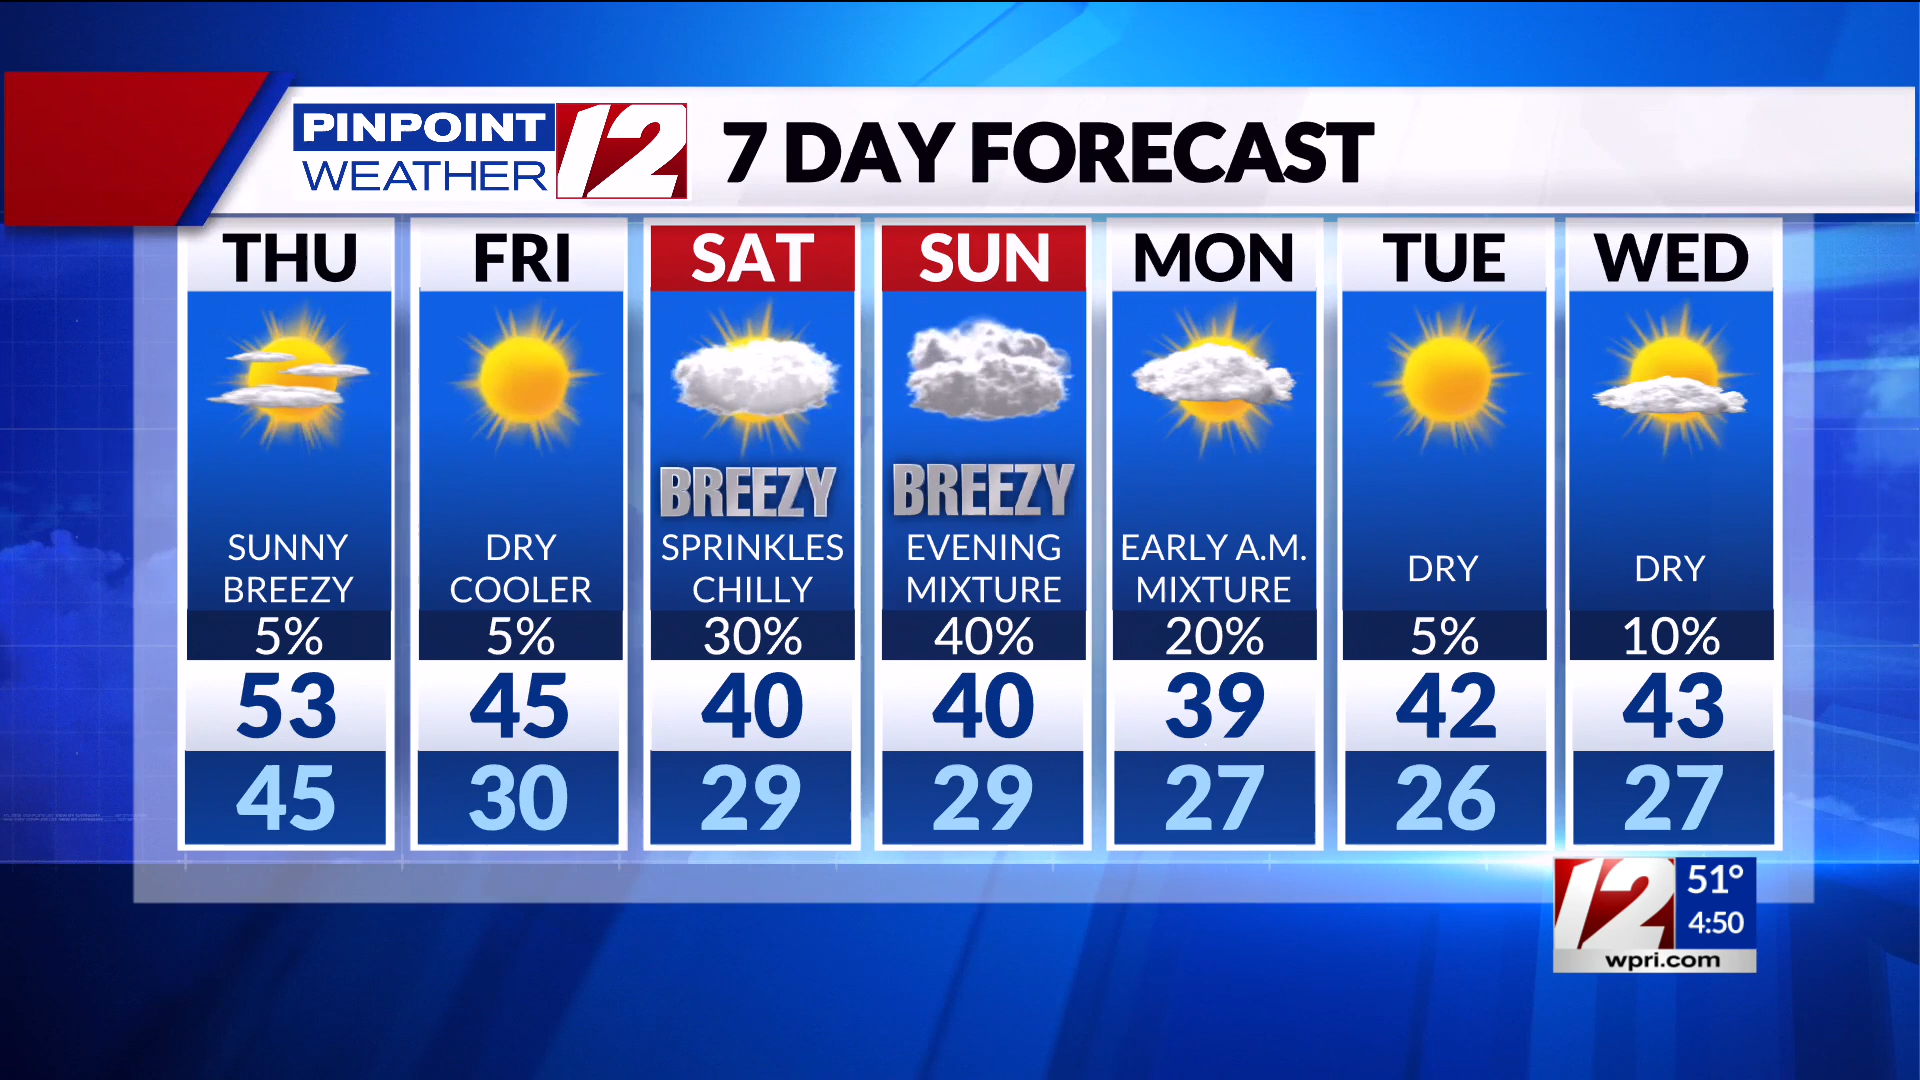 PINPOINT
WEATHER
12
7 DAY FORECAST
THU
FRI
SAT
SUN
MON
TUE
WED
BREEZY
BREEZY
SUNNY
BREEZY
DRY
COOLER
SPRINKLES
CHILLY
EVENING
MIXTURE
EARLY A.M.
MIXTURE
DRY
DRY
5%
5%
30%
40%
20%
5%
10%
53
45
40
40
39
42
43
45
30
29
29
27
26
27
12
51°
4:50
wpri.com